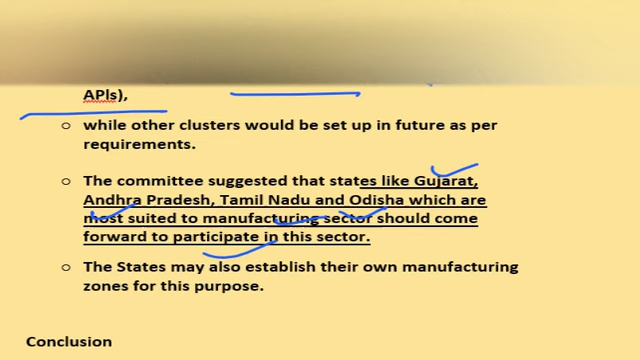 APIs),
o while other clusters would be set up in future as per
requirements.
o The committee suggested that states like Gujarat,
Andhra Pradesh, Tamil Nadu and Odisha which are
most suited to manufacturing sector should come
forward to participate in this sector.
o The States may also establish their own manufacturing
zones for this purpose.
Conclusion